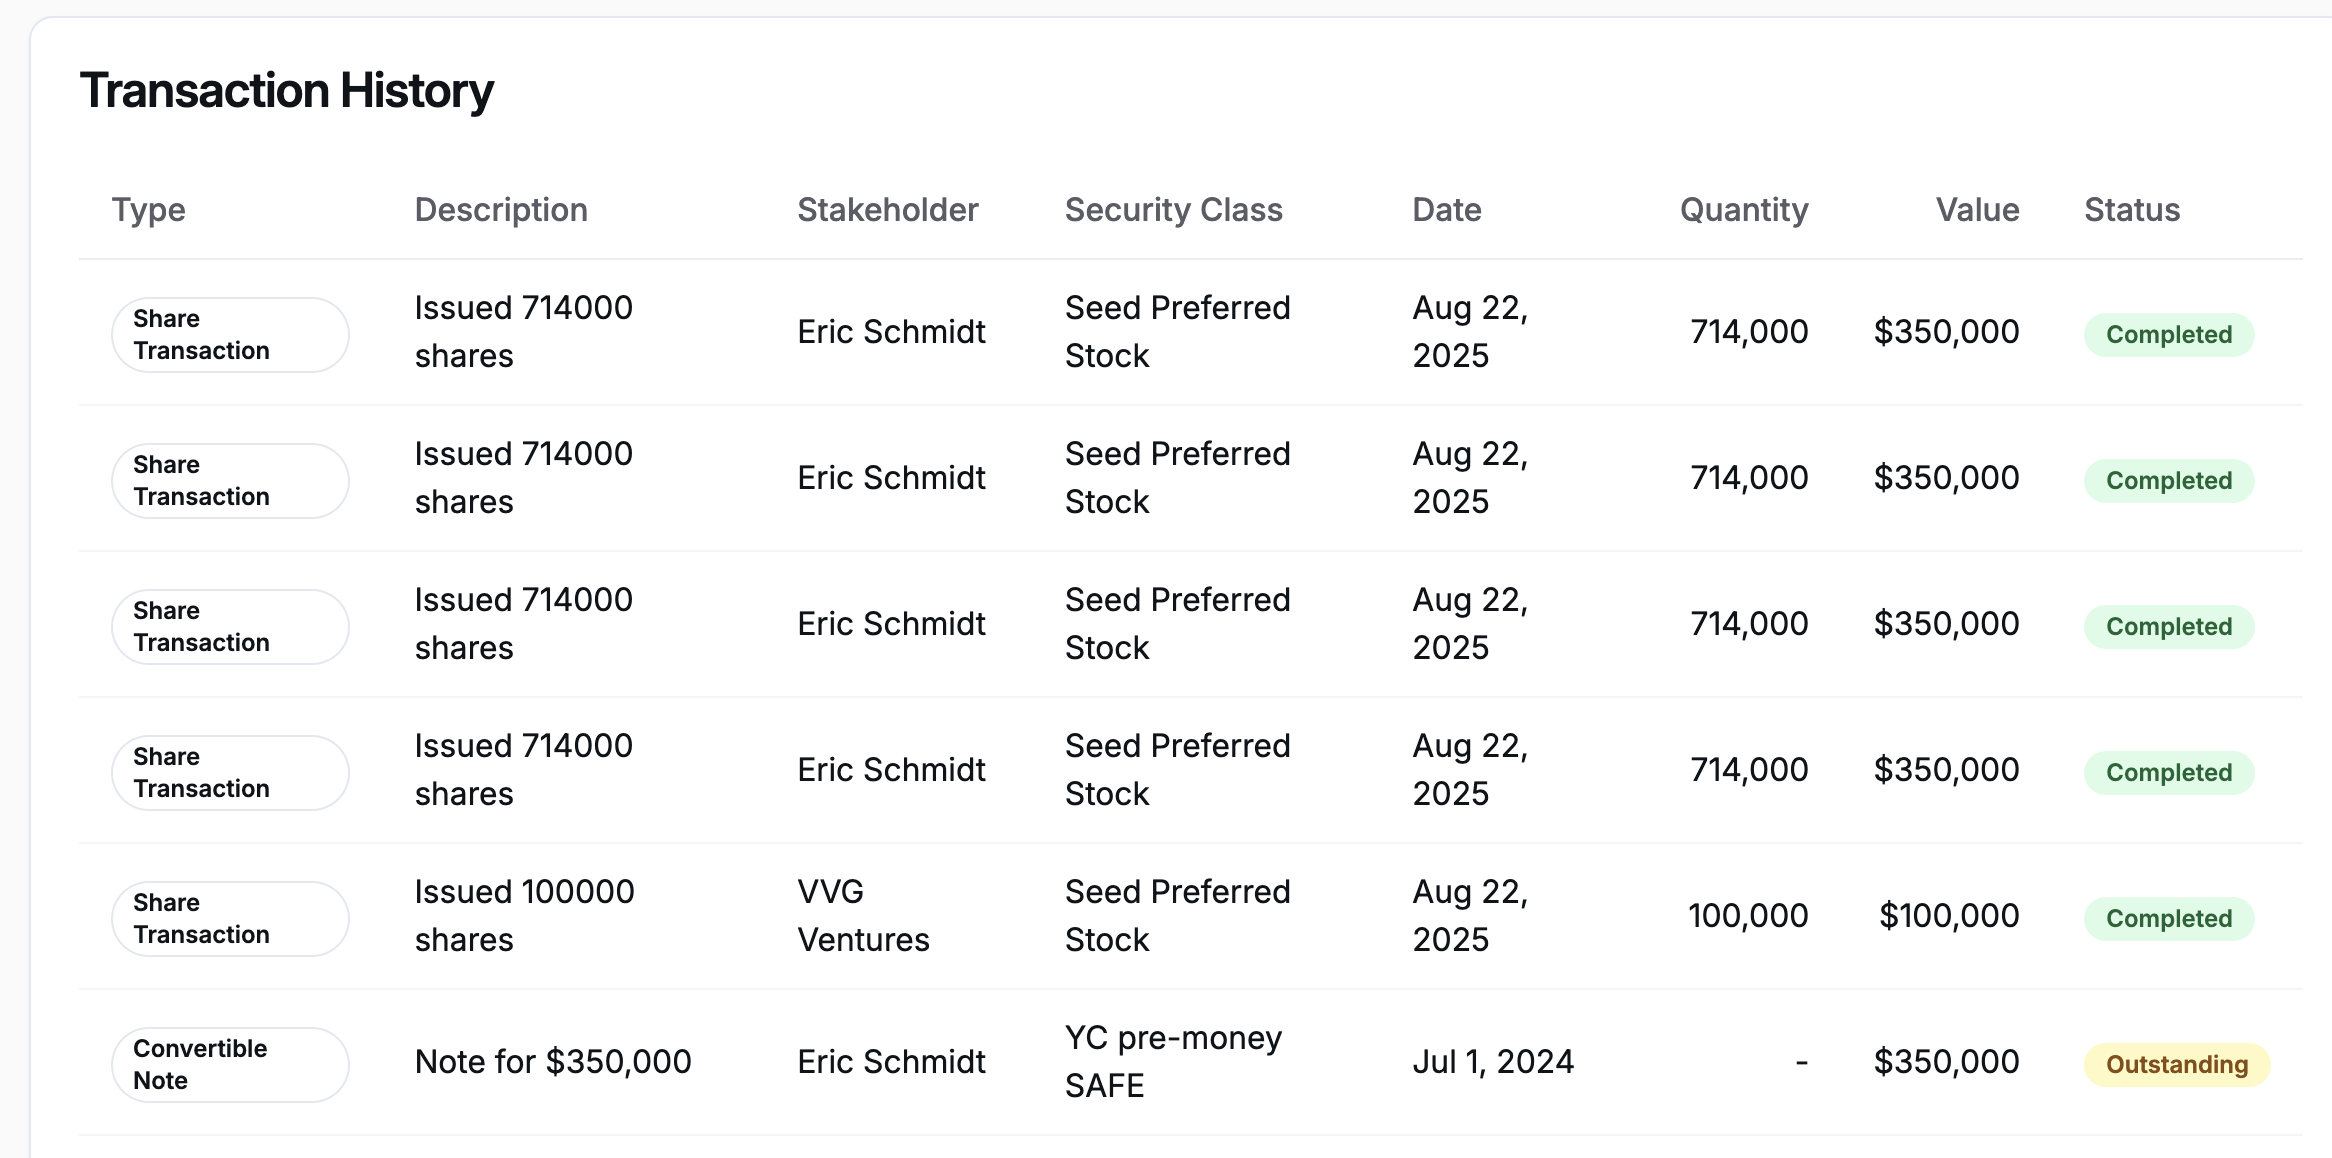 Transaction History
Type Description Stakeholder Security Class Date Quantity Value Status
Share Transaction Issued 714000 shares Eric Schmidt Seed Preferred Stock Aug 22, 2025 714,000 $350,000 Completed
Share Transaction Issued 714000 shares Eric Schmidt Seed Preferred Stock Aug 22, 2025 714,000 $350,000 Completed
Share Transaction Issued 714000 shares Eric Schmidt Seed Preferred Stock Aug 22, 2025 714,000 $350,000 Completed
Share Transaction Issued 714000 shares Eric Schmidt Seed Preferred Stock Aug 22, 2025 714,000 $350,000 Completed
Share Transaction Issued 100000 shares VVG Ventures Seed Preferred Stock Aug 22, 2025 100,000 $100,000 Completed
Convertible Note Note for $350,000 Eric Schmidt YC pre-money SAFE Jul 1, 2024 - $350,000 Outstanding